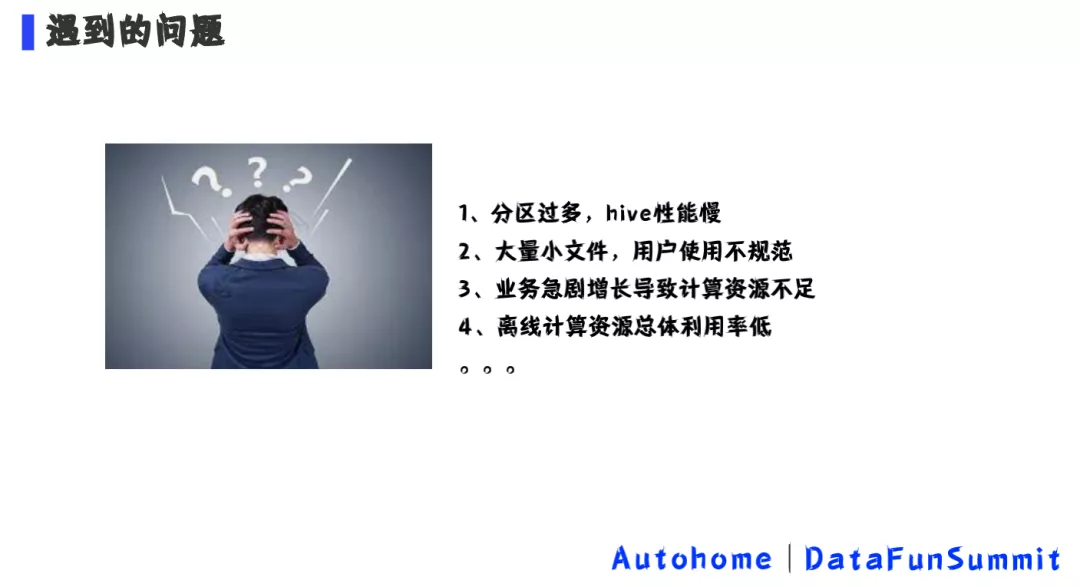 遇到的问题
? ? ?
1、分区过多，hive性能慢
2、大量小文件，用户使用不规范
3、业务急剧增长导致计算资源不足
4、离线计算资源总体利用率低
。。。
Autohome | DataFunSummit